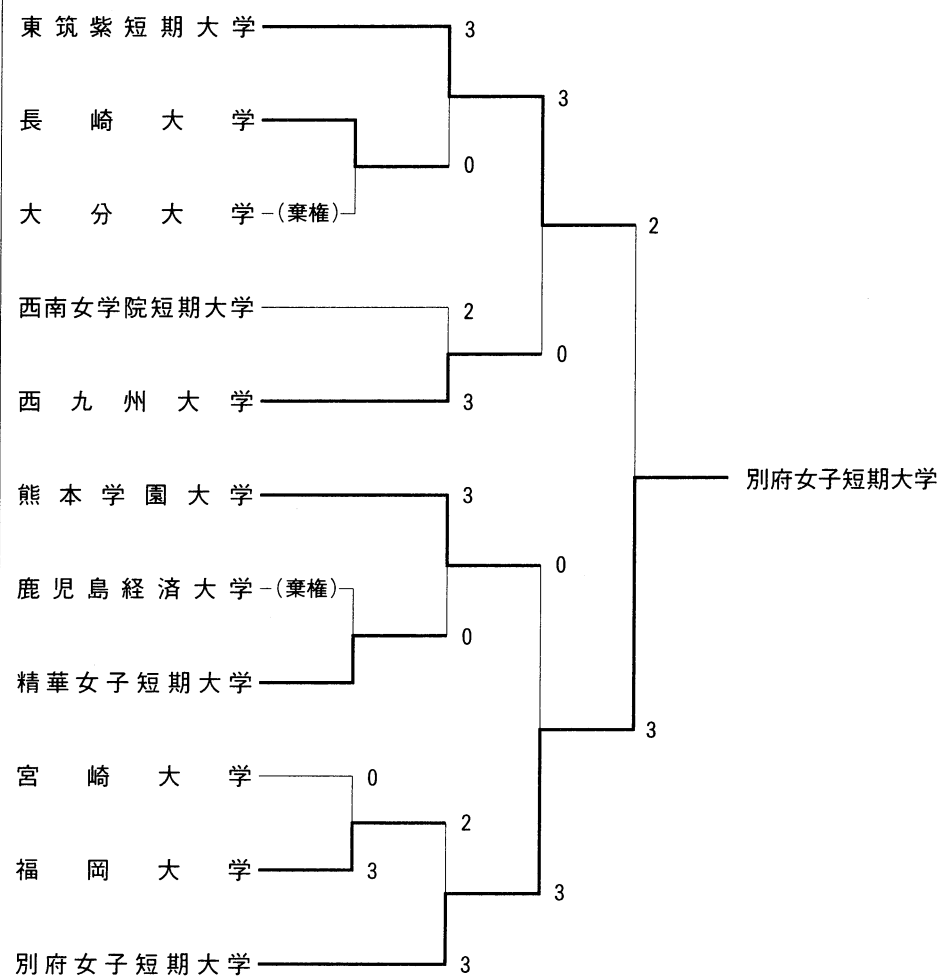 東筑紫短期大学
3
3
長崎大学
0
大分大学 (棄権)
2
西南女学院短期大学
2
0
西九州大学
3
別府女子短期大学
熊本学園大学
3
0
鹿児島経済大学 (棄権)
0
精華女子短期大学
3
宮崎大学
0
2
福岡大学
3
3
別府女子短期大学
3